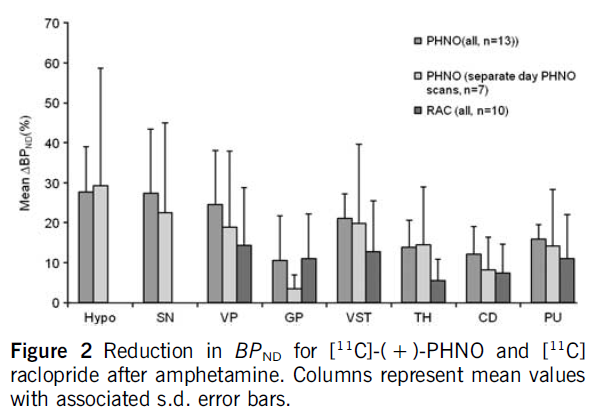 70
60
50
40
30
20
10
0
Mean ΔBPND(%)
PHNO(all, n=13))
PHNO (separate day PHNO
scans, n=7)
RAC (all, n=10)
Hypo SN VP GP VST TH CD PU
Figure 2 Reduction in BPND for [11C]-( + )-PHNO and [11C]
raclopride after amphetamine. Columns represent mean values
with associated s.d. error bars.